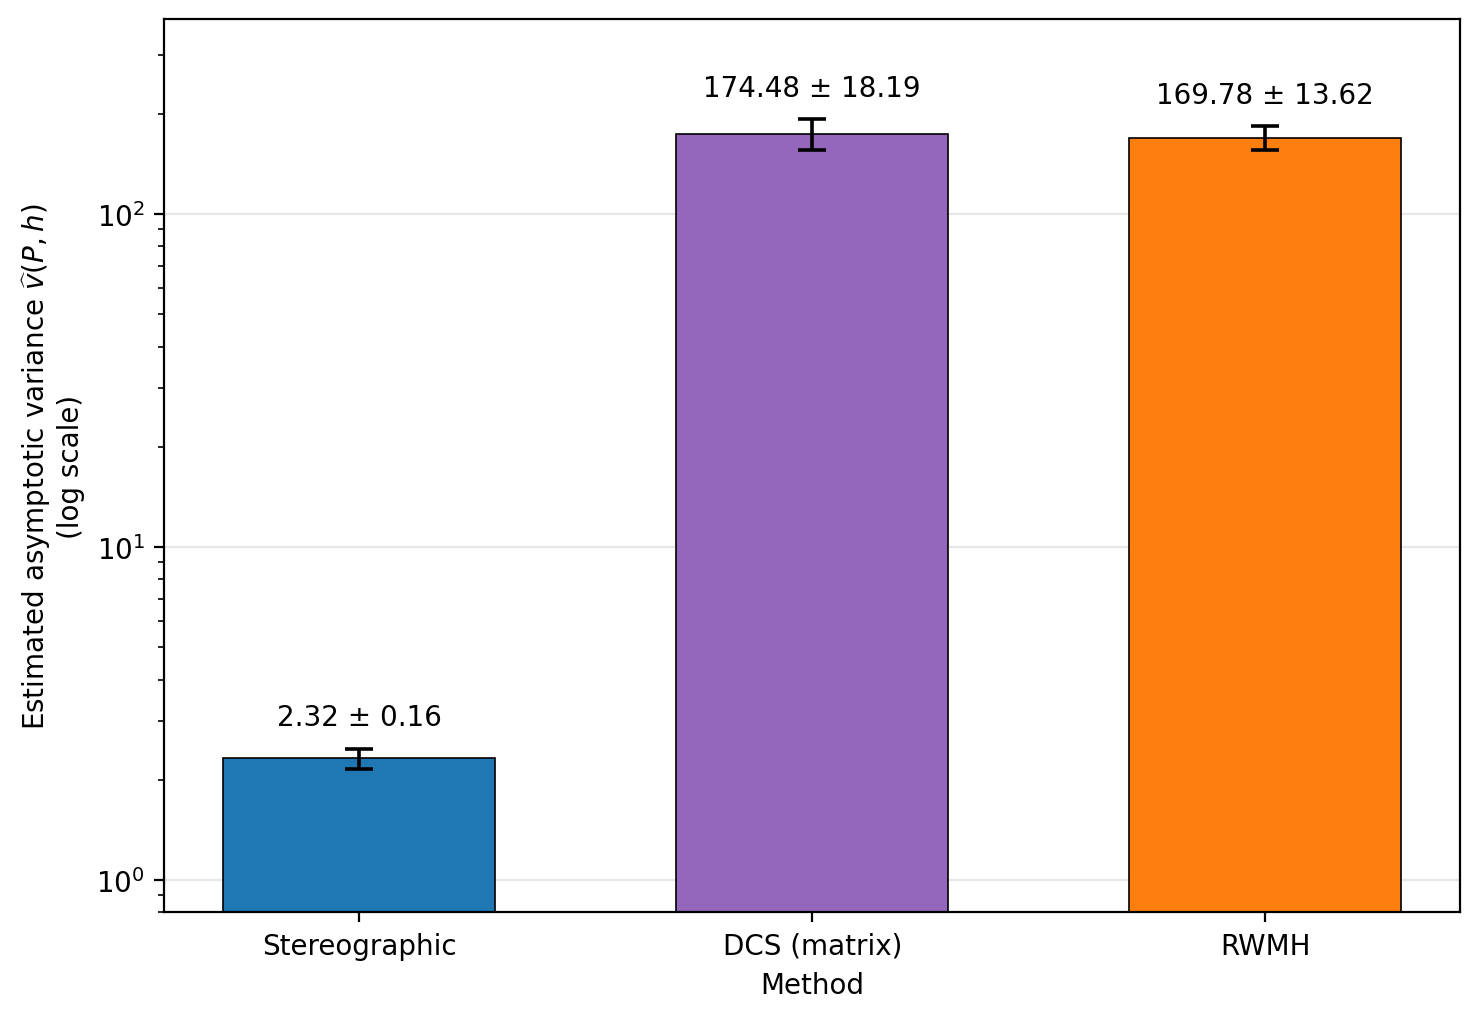 Estimated asymptotic variance v̂(P, h)
(log scale)
10²
10¹
10⁰
174.48 ± 18.19
169.78 ± 13.62
2.32 ± 0.16
Stereographic
DCS (matrix)
RWMH
Method